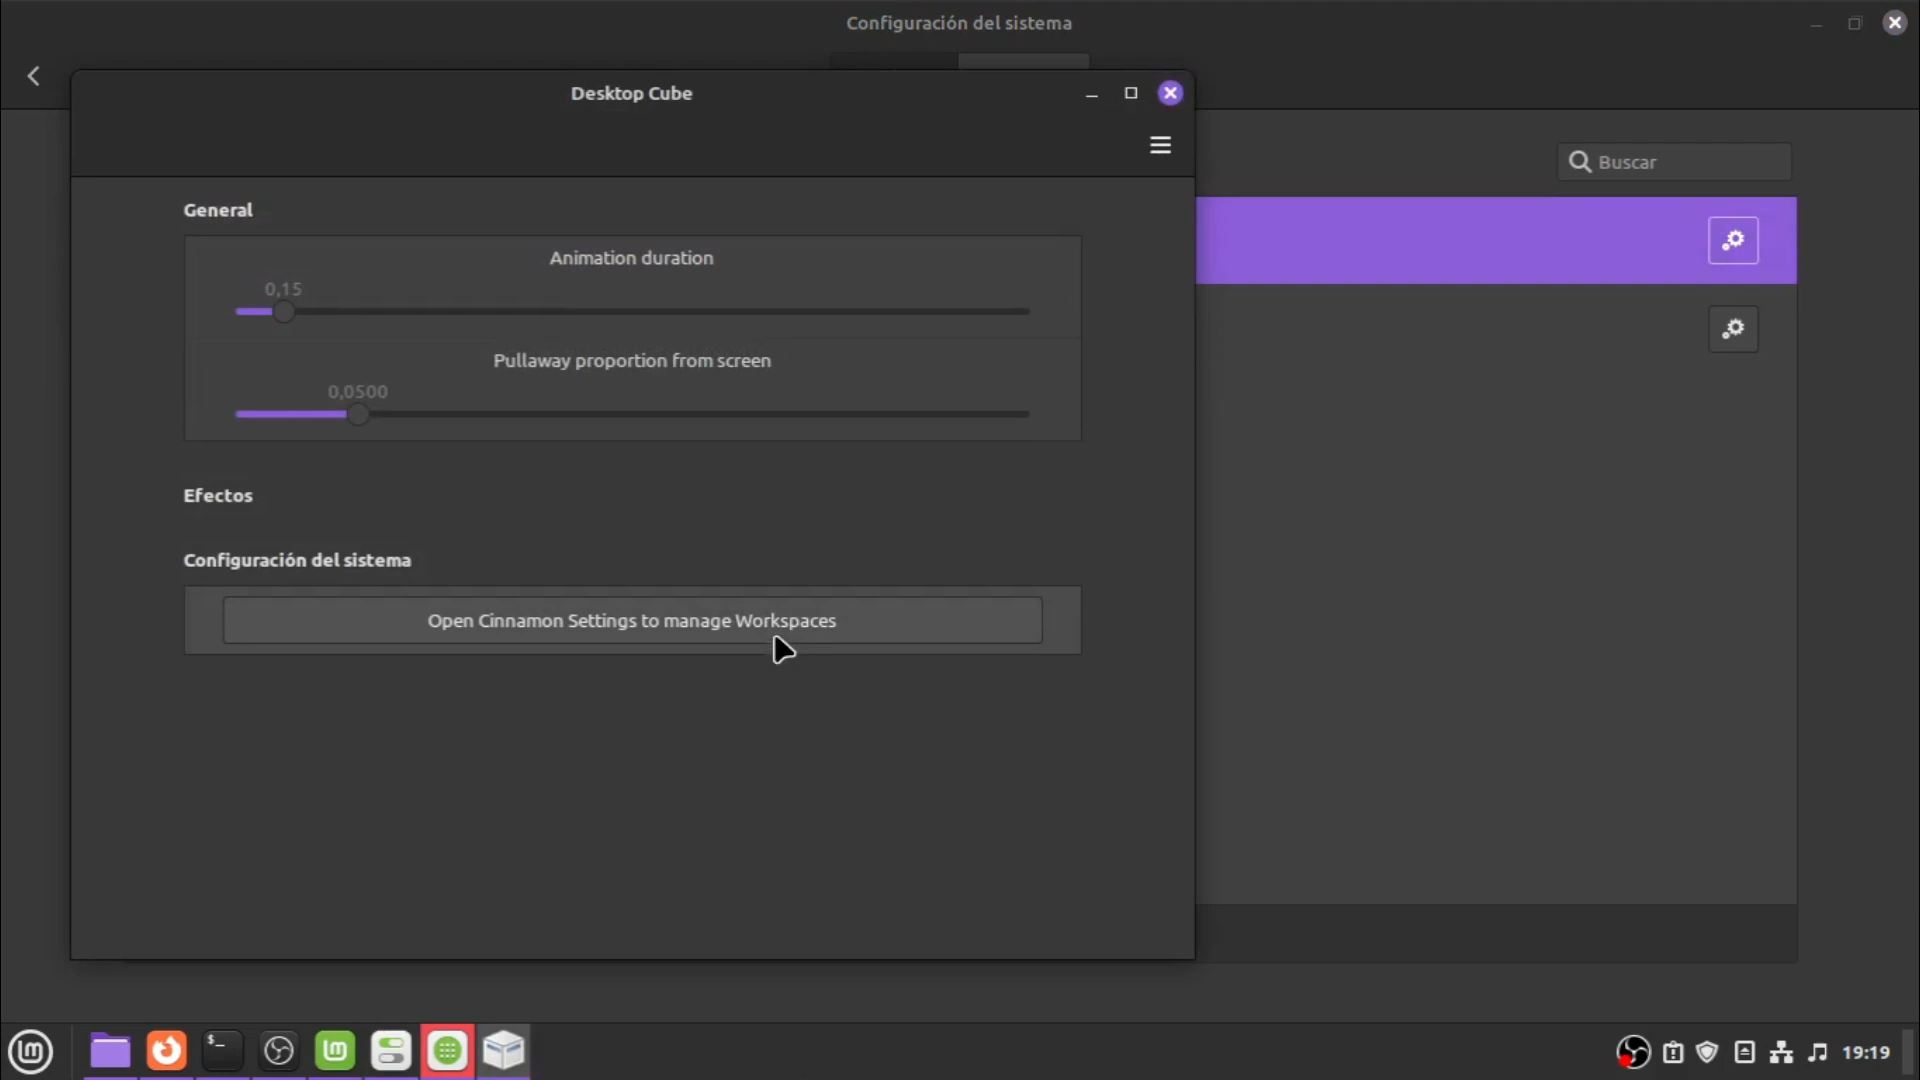 Configuración del sistema
Desktop Cube
Buscar
General
Animation duration
0,15
Pullaway proportion from screen
0,0500
Efectos
Configuración del sistema
Open Cinnamon Settings to manage Workspaces
$_
19:19